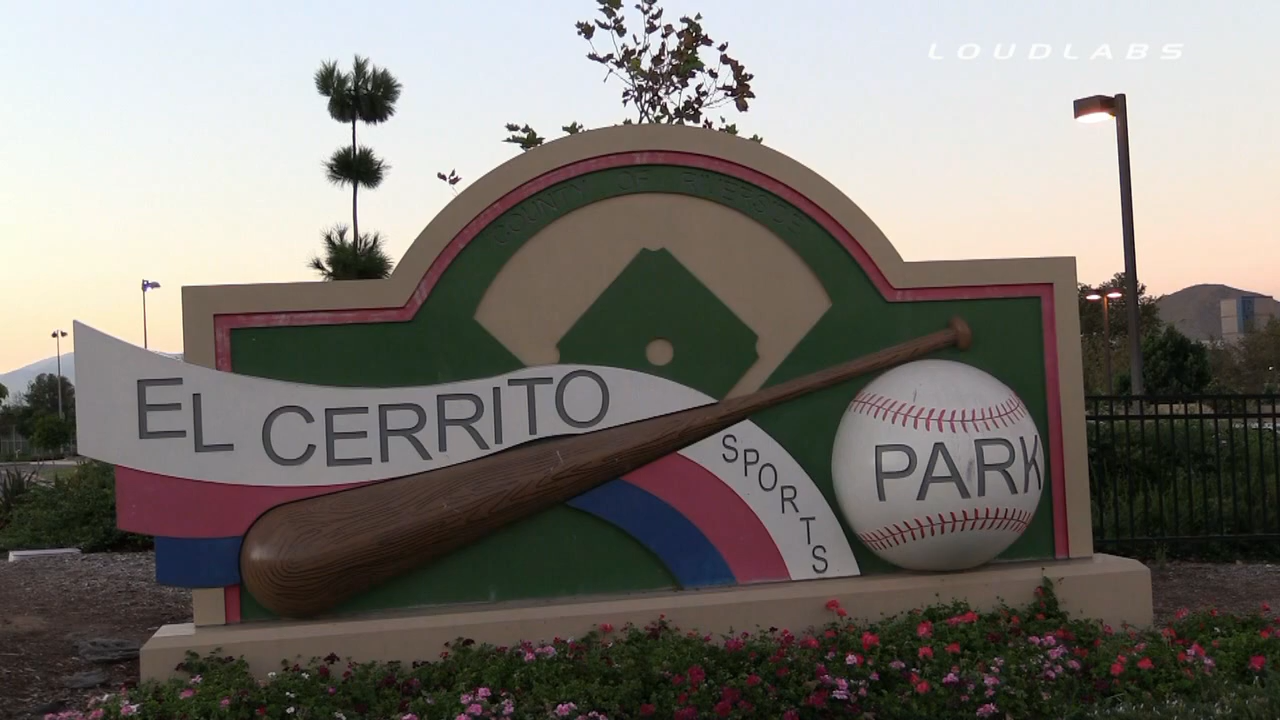 LOUDLABS
COUNTY OF RIVERSIDE
EL CERRITO
SPORTS
PARK